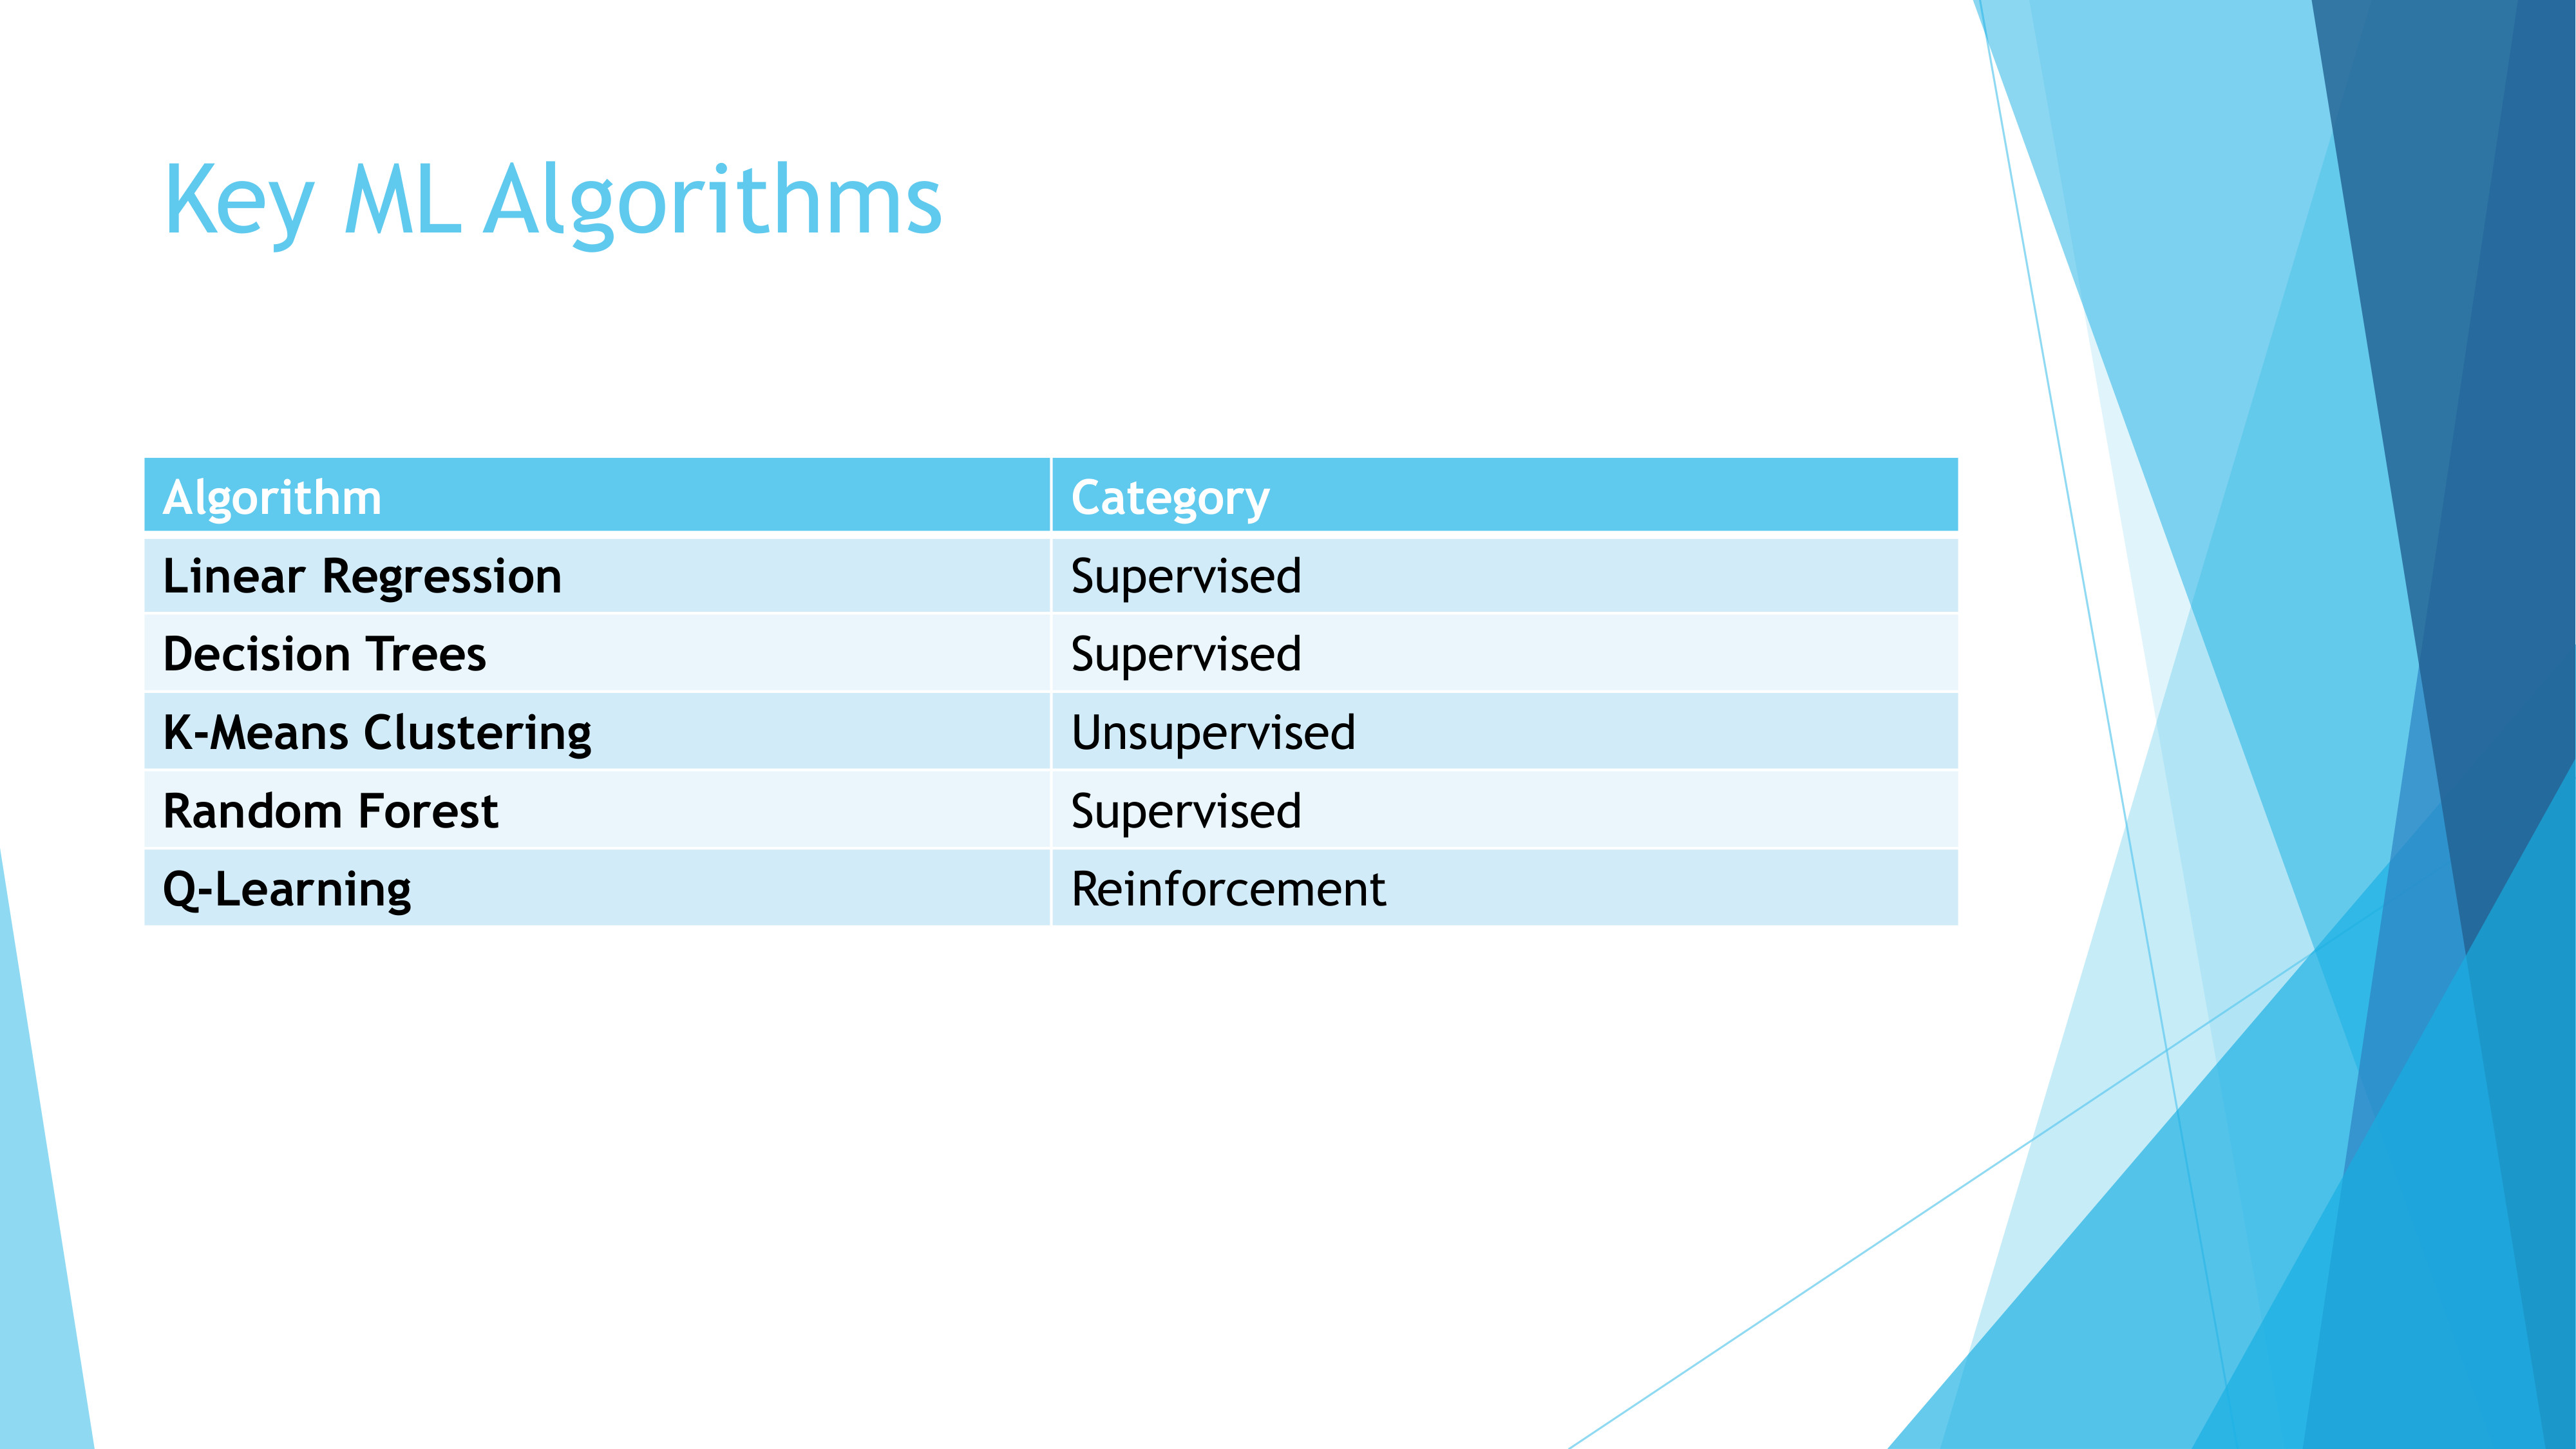 Key ML Algorithms
Algorithm Category
Linear Regression Supervised
Decision Trees Supervised
K-Means Clustering Unsupervised
Random Forest Supervised
Q-Learning Reinforcement